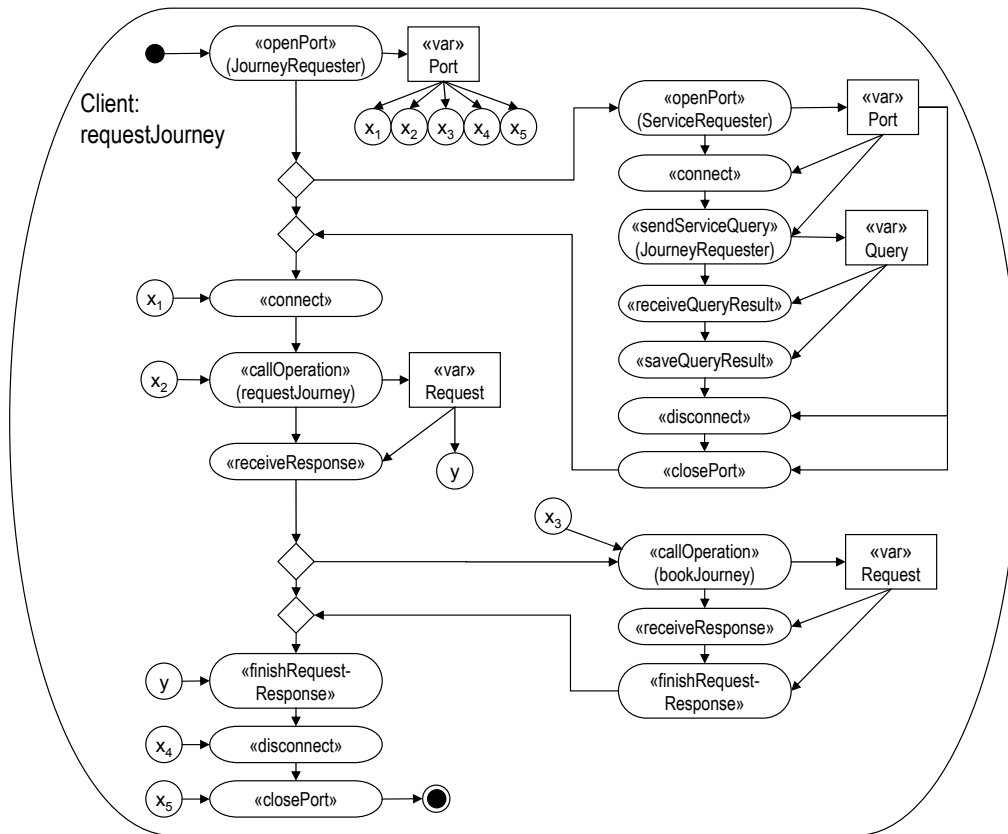 «openPort»
(JourneyRequester)
«var»
Port
Client:
requestJourney
x1
x2
x3
x4
x5
«openPort»
(ServiceRequester)
«var»
Port
«connect»
«sendServiceQuery»
(JourneyRequester)
«var»
Query
«receiveQueryResult»
«saveQueryResult»
«disconnect»
«closePort»
x1
«connect»
x2
«callOperation»
(requestJourney)
«var»
Request
«receiveResponse»
y
x3
«callOperation»
(bookJourney)
«var»
Request
«receiveResponse»
«finishRequest-
Response»
y
«finishRequest-
Response»
x4
«disconnect»
x5
«closePort»